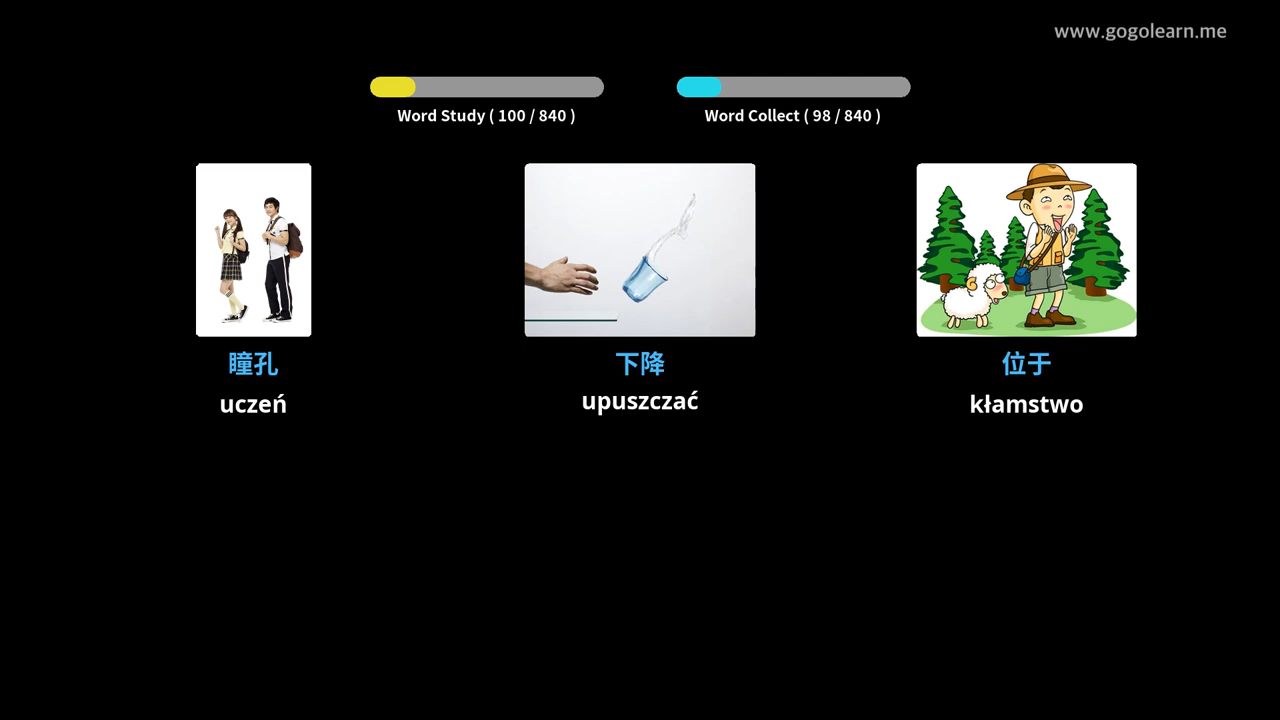 www.gogolearn.me
Word Study ( 100 / 840 )
Word Collect ( 98 / 840 )
瞳孔
下降
位于
uczeń
upuszczać
kłamstwo